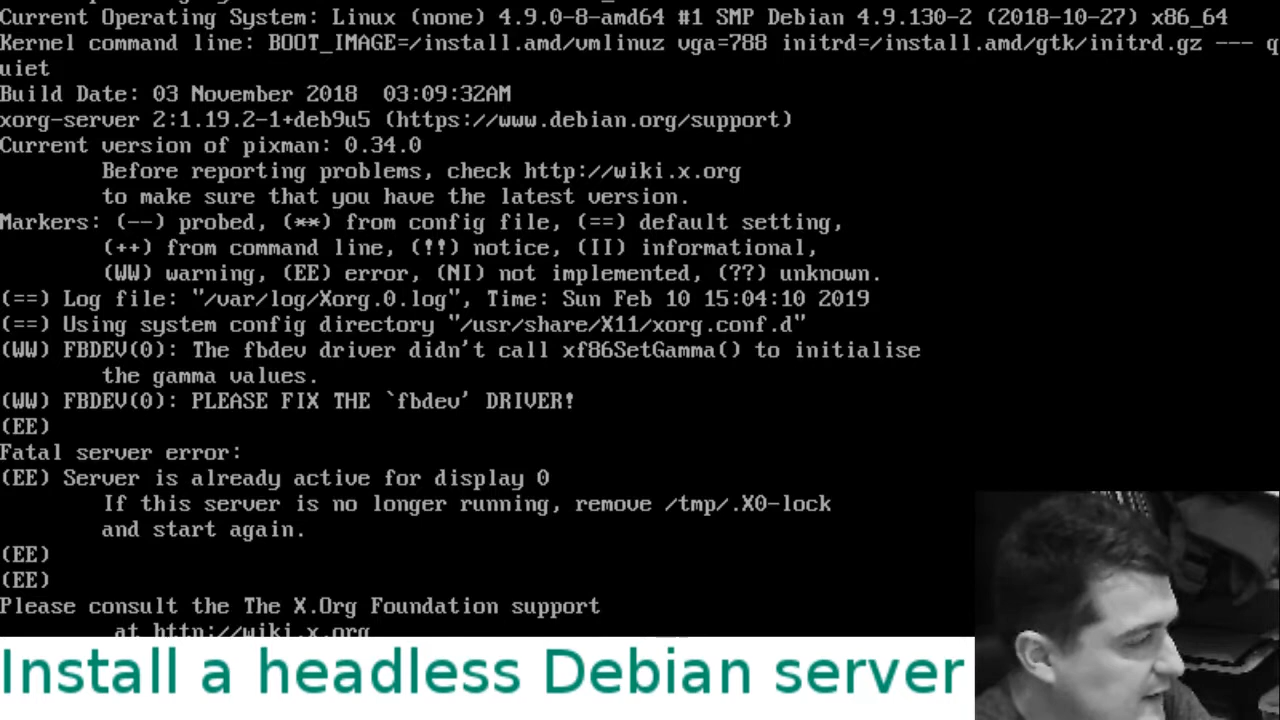 Current Operating System: Linux (none) 4.9.0-8-amd64 #1 SMP Debian 4.9.130-2 (2018-10-27) x86_64
Kernel command line: BOOT_IMAGE=/install.amd/vmlinuz vga=788 initrd=/install.amd/gtk/initrd.gz --- q
uiet
Build Date: 03 November 2018  03:09:32AM
xorg-server 2:1.19.2-1+deb9u5 (https://www.debian.org/support)
Current version of pixman: 0.34.0
Before reporting problems, check http://wiki.x.org
to make sure that you have the latest version.
Markers: (--) probed, (**) from config file, (==) default setting,
(++) from command line, (!!) notice, (II) informational,
(WW) warning, (EE) error, (NI) not implemented, (??) unknown.
(==) Log file: "/var/log/Xorg.0.log", Time: Sun Feb 10 15:04:10 2019
(==) Using system config directory "/usr/share/X11/xorg.conf.d"
(WW) FBDEV(0): The fbdev driver didn't call xf86SetGamma() to initialise
the gamma values.
(WW) FBDEV(0): PLEASE FIX THE `fbdev' DRIVER!
(EE)
Fatal server error:
(EE) Server is already active for display 0
If this server is no longer running, remove /tmp/.X0-lock
and start again.
(EE)
(EE)
Please consult the The X.Org Foundation support
at http://wiki.x.org
Install a headless Debian server